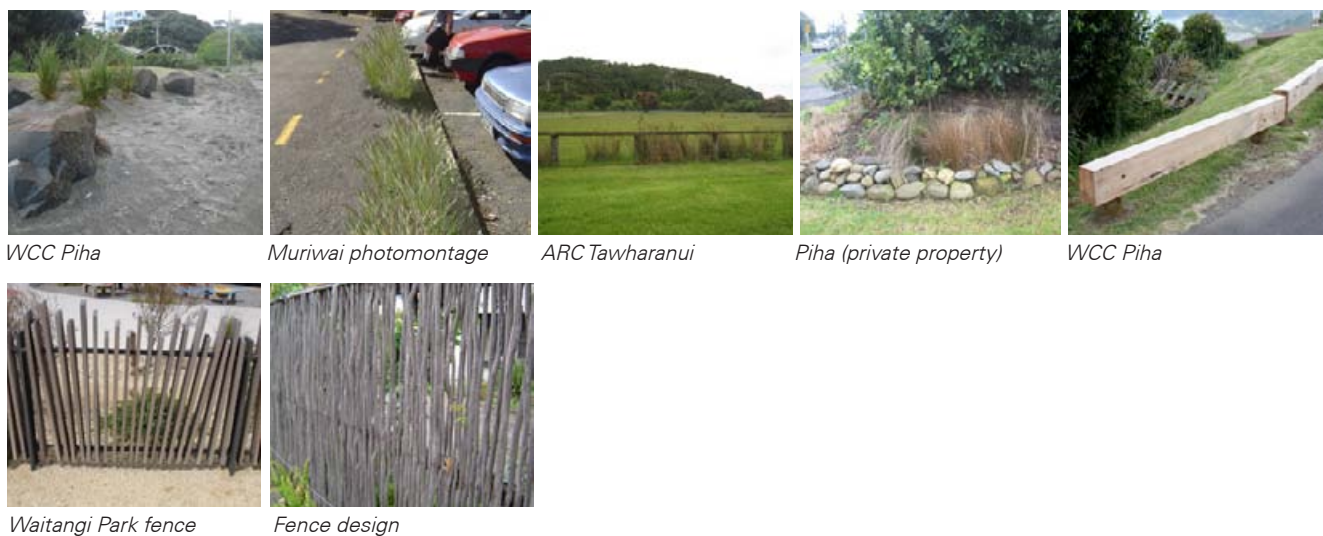 WCC Piha
Muriwai photomontage
ARC Tawharanui
Piha (private property)
WCC Piha
Waitangi Park fence
Fence design